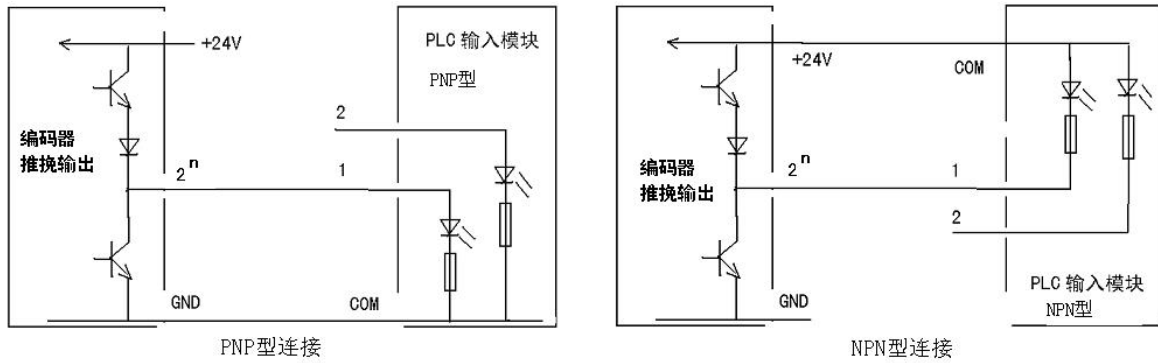 +24V
PLC 输入模块
PNP型
编码器
推挽输出
2
2ⁿ
1
GND
COM
PNP型连接
+24V
COM
编码器
推挽输出
2ⁿ
1
2
GND
PLC 输入模块
NPN型
NPN型连接